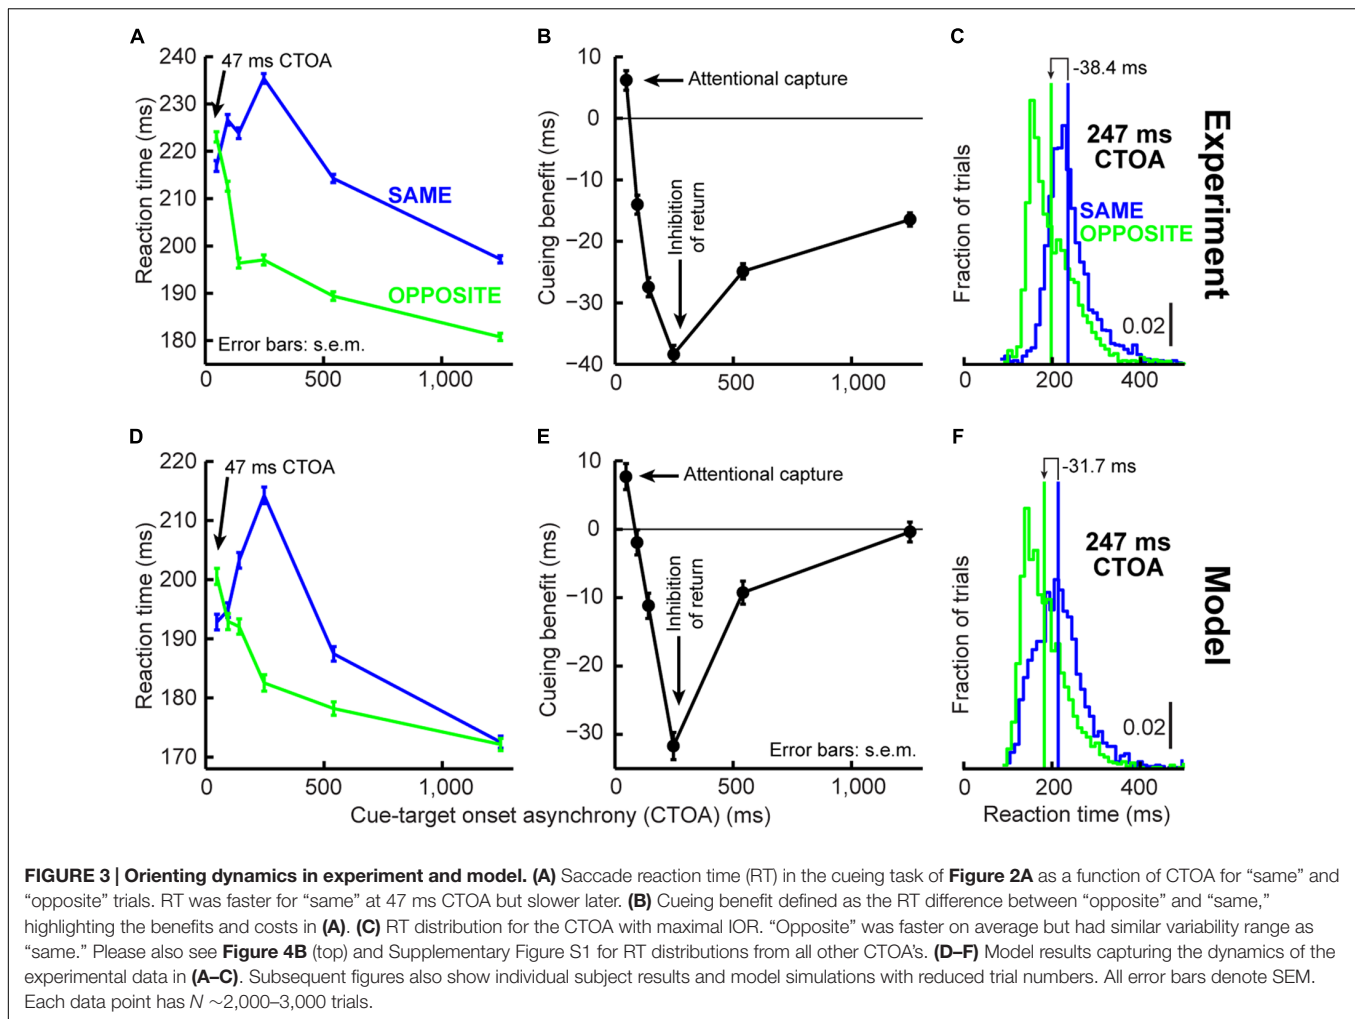 A
240
230
220
210
200
190
180
Reaction time (ms)
47 ms CTOA
SAME
OPPOSITE
Error bars: s.e.m.
0
500
1,000
B
10
0
−10
−20
−30
−40
Cueing benefit (ms)
Attentional capture
Inhibition
of return
0
500
1,000
C
-38.4 ms
247 ms
CTOA
SAME
OPPOSITE
Fraction of trials
0.02
0
200
400
Experiment
D
220
210
200
190
180
170
Reaction time (ms)
47 ms CTOA
0
500
1,000
E
10
0
−10
−20
−30
Cueing benefit (ms)
Attentional capture
Inhibition
of return
Error bars: s.e.m.
0
500
1,000
Cue-target onset asynchrony (CTOA) (ms)
F
-31.7 ms
247 ms
CTOA
Fraction of trials
0.02
0
200
400
Reaction time (ms)
Model
FIGURE 3 | Orienting dynamics in experiment and model. (A) Saccade reaction time (RT) in the cueing task of Figure 2A as a function of CTOA for “same” and
“opposite” trials. RT was faster for “same” at 47 ms CTOA but slower later. (B) Cueing benefit defined as the RT difference between “opposite” and “same,”
highlighting the benefits and costs in (A). (C) RT distribution for the CTOA with maximal IOR. “Opposite” was faster on average but had similar variability range as
“same.” Please also see Figure 4B (top) and Supplementary Figure S1 for RT distributions from all other CTOA’s. (D–F) Model results capturing the dynamics of the
experimental data in (A–C). Subsequent figures also show individual subject results and model simulations with reduced trial numbers. All error bars denote SEM.
Each data point has N ∼2,000–3,000 trials.